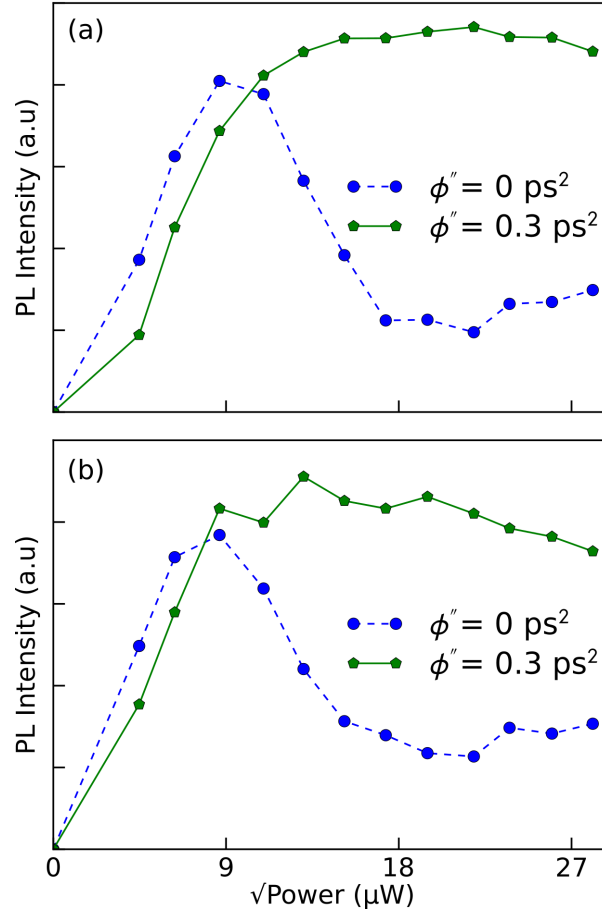 (a)
PL Intensity (a.u)
ϕ″ = 0 ps²
ϕ″ = 0.3 ps²
(b)
PL Intensity (a.u)
ϕ″ = 0 ps²
ϕ″ = 0.3 ps²
0 9 18 27
√Power (μW)